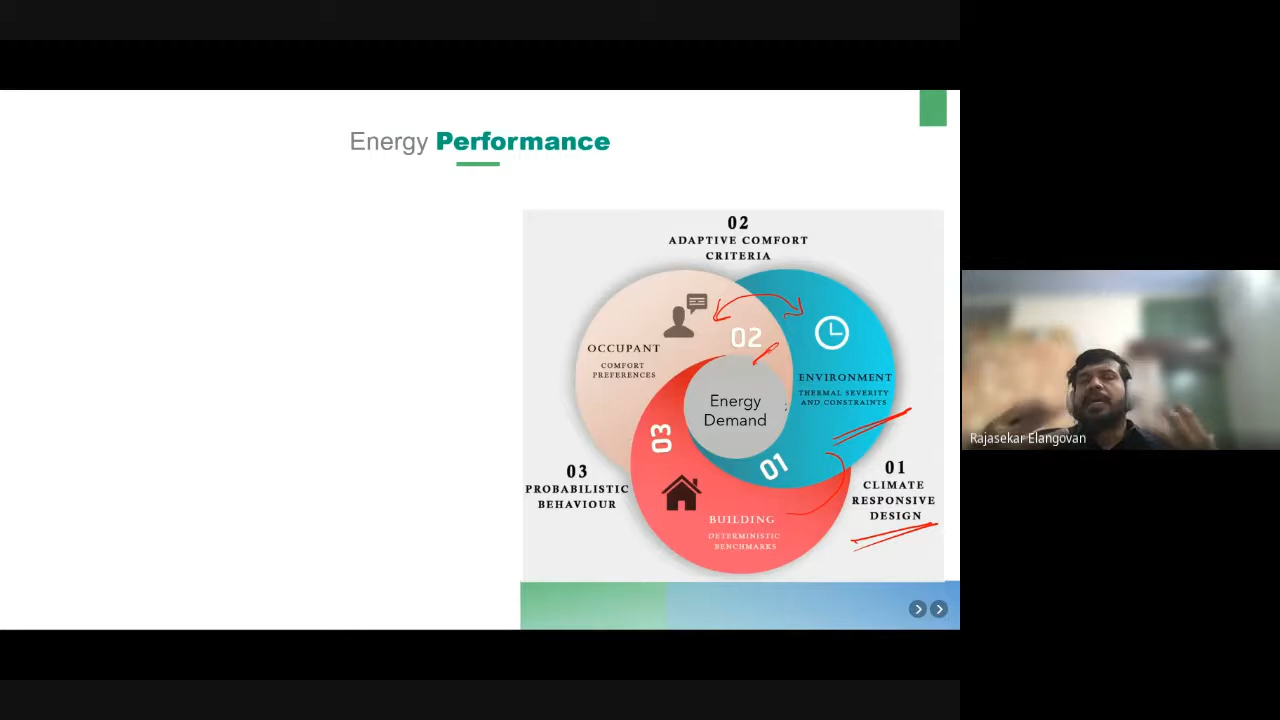 Energy Performance
02
ADAPTIVE COMFORT
CRITERIA
02
OCCUPANT
COMFORT
PREFERENCES
ENVIRONMENT
THERMAL SEVERITY
AND CONSTRAINTS
Energy
Demand
03
01
03
PROBABILISTIC
BEHAVIOUR
01
CLIMATE
RESPONSIVE
DESIGN
BUILDING
DETERMINISTIC
BENCHMARKS
Rajasekar Elangovan